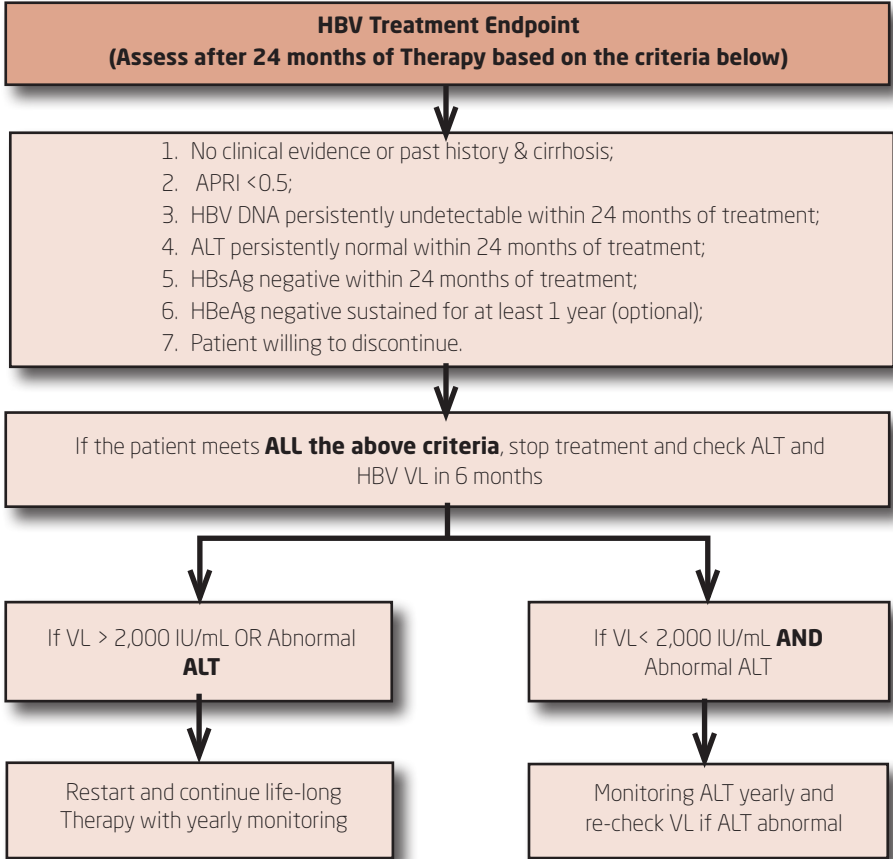 HBV Treatment Endpoint
(Assess after 24 months of Therapy based on the criteria below)
1. No clinical evidence or past history & cirrhosis;
2. APRI <0.5;
3. HBV DNA persistently undetectable within 24 months of treatment;
4. ALT persistently normal within 24 months of treatment;
5. HBsAg negative within 24 months of treatment;
6. HBeAg negative sustained for at least 1 year (optional);
7. Patient willing to discontinue.
If the patient meets ALL the above criteria, stop treatment and check ALT and
HBV VL in 6 months
If VL > 2,000 IU/mL OR Abnormal
ALT
If VL< 2,000 IU/mL AND
Abnormal ALT
Restart and continue life-long
Therapy with yearly monitoring
Monitoring ALT yearly and
re-check VL if ALT abnormal